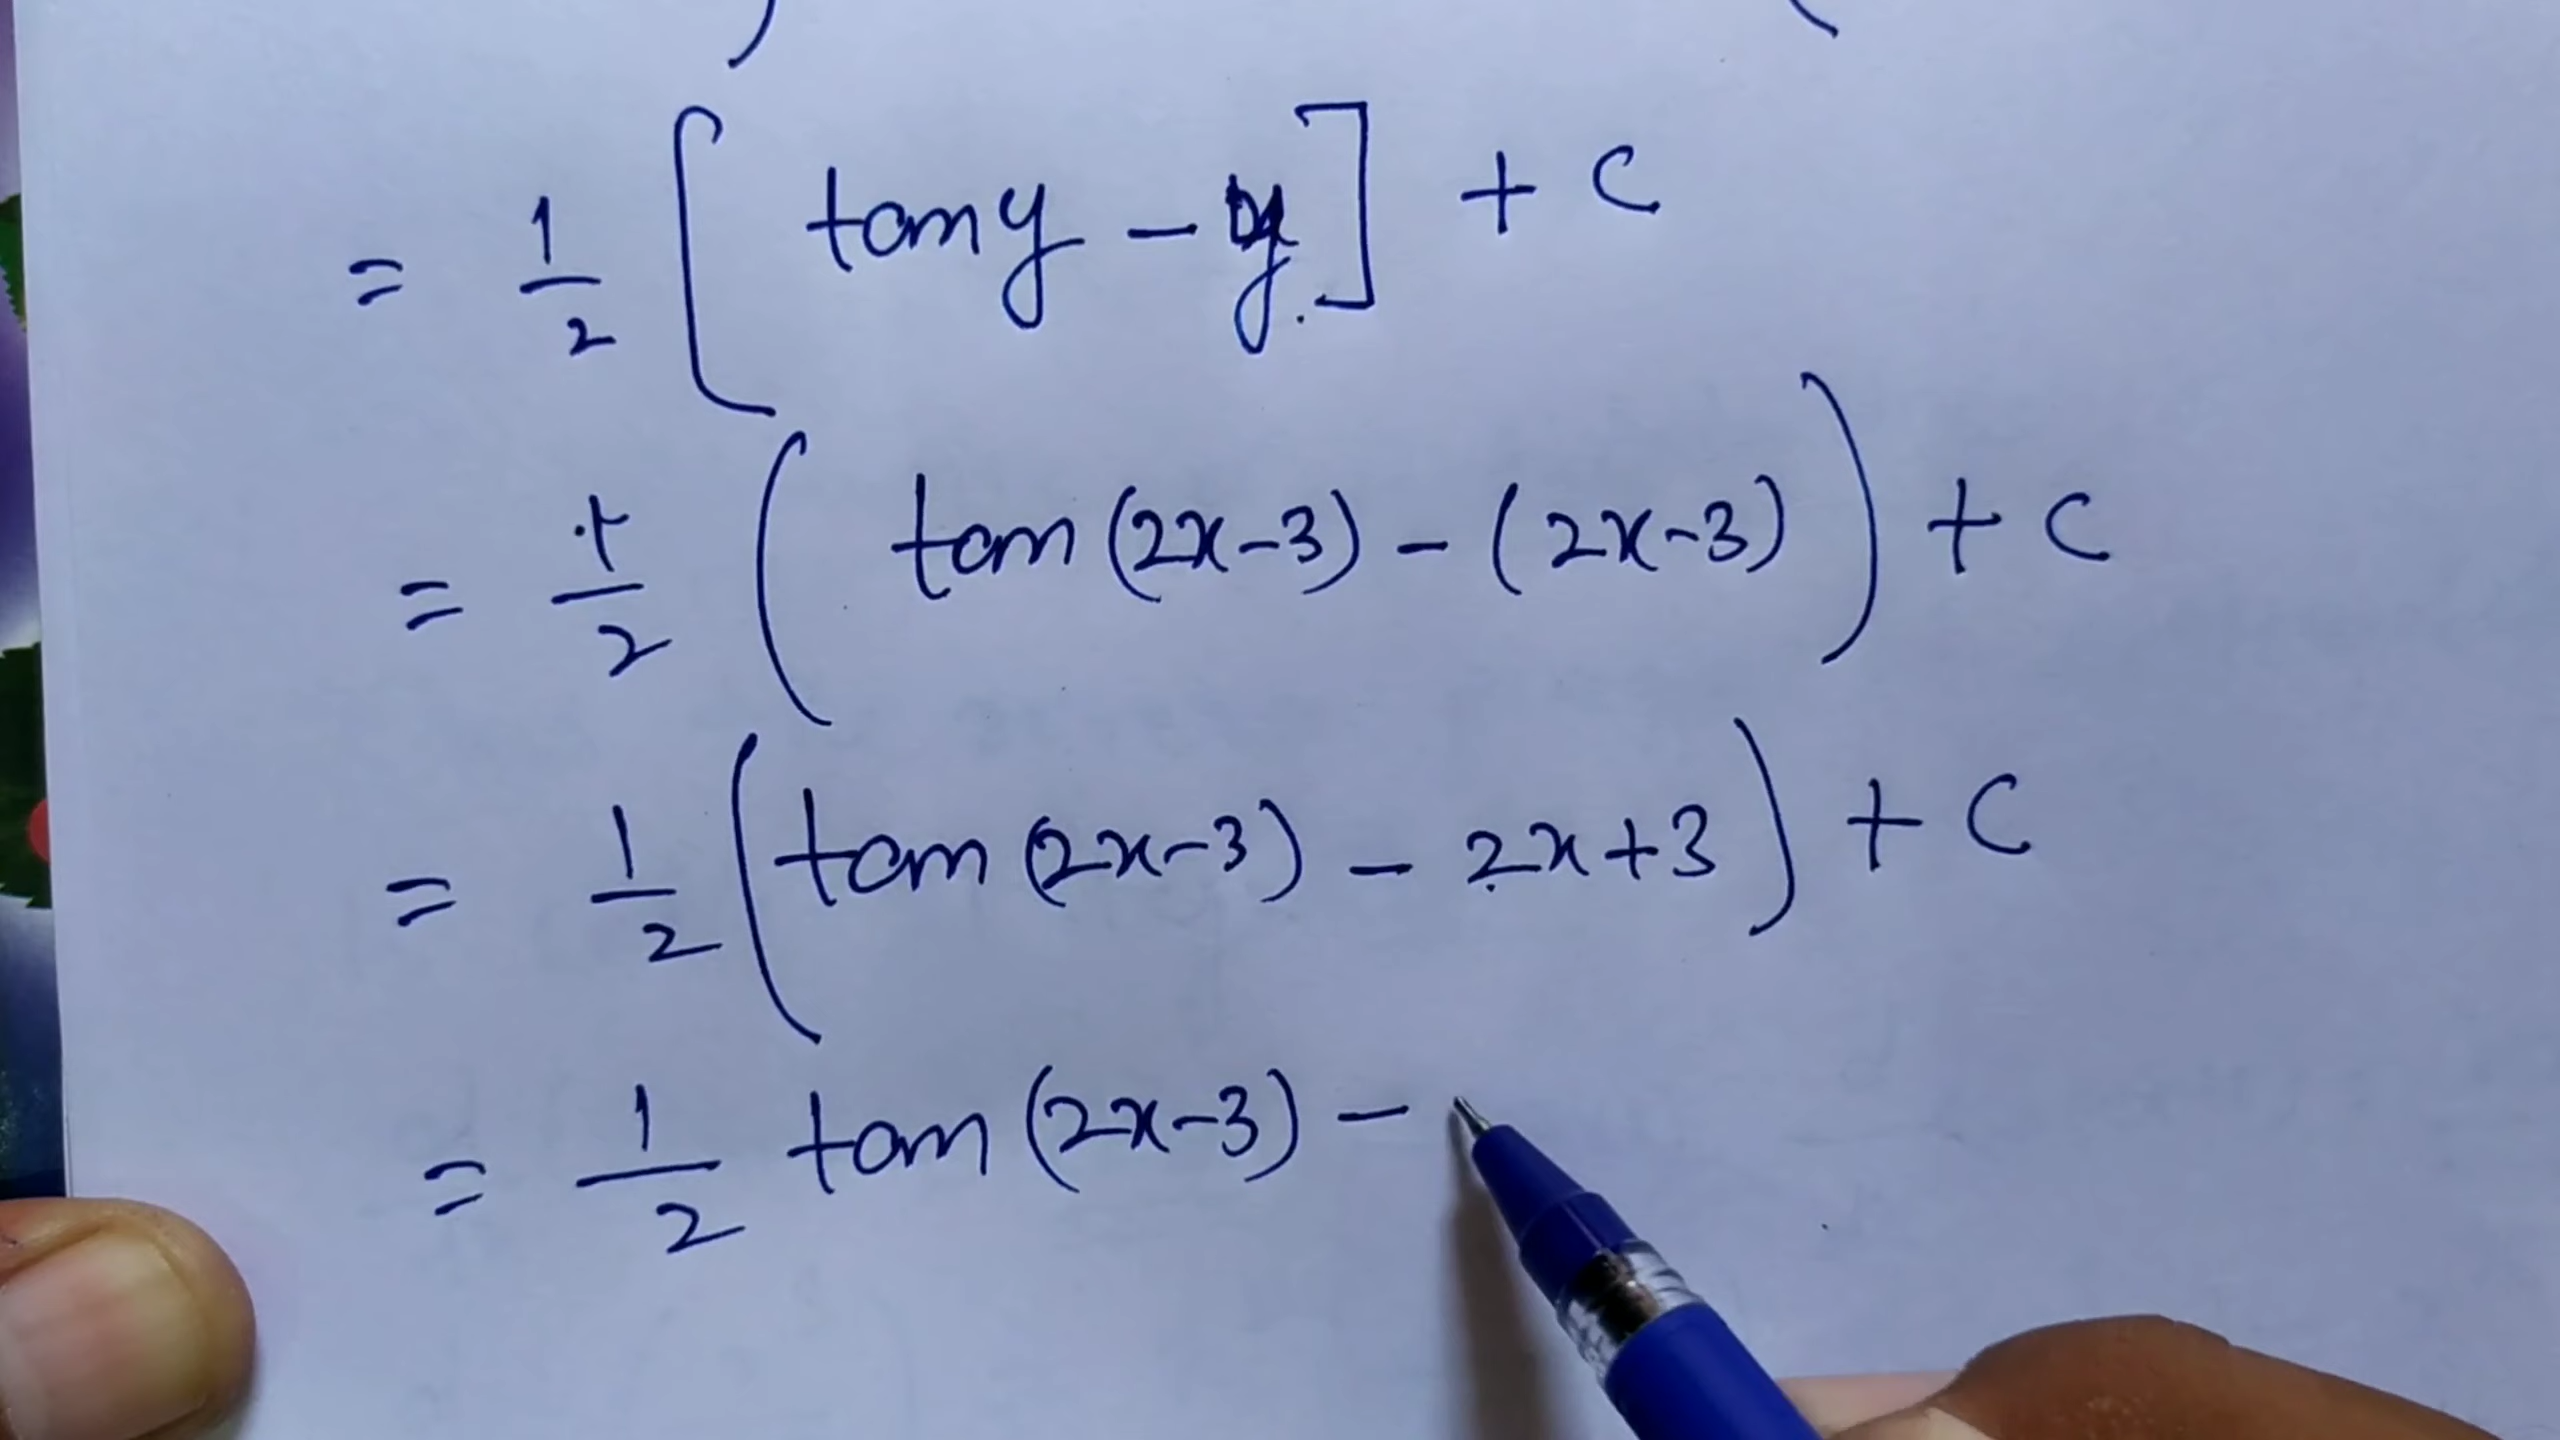 = 1/2 [tan y - y] + C
= 1/2 (tan (2x-3) - (2x-3)) + C
= 1/2 (tan (2x-3) - 2x+3) + C
= 1/2 tan (2x-3) -